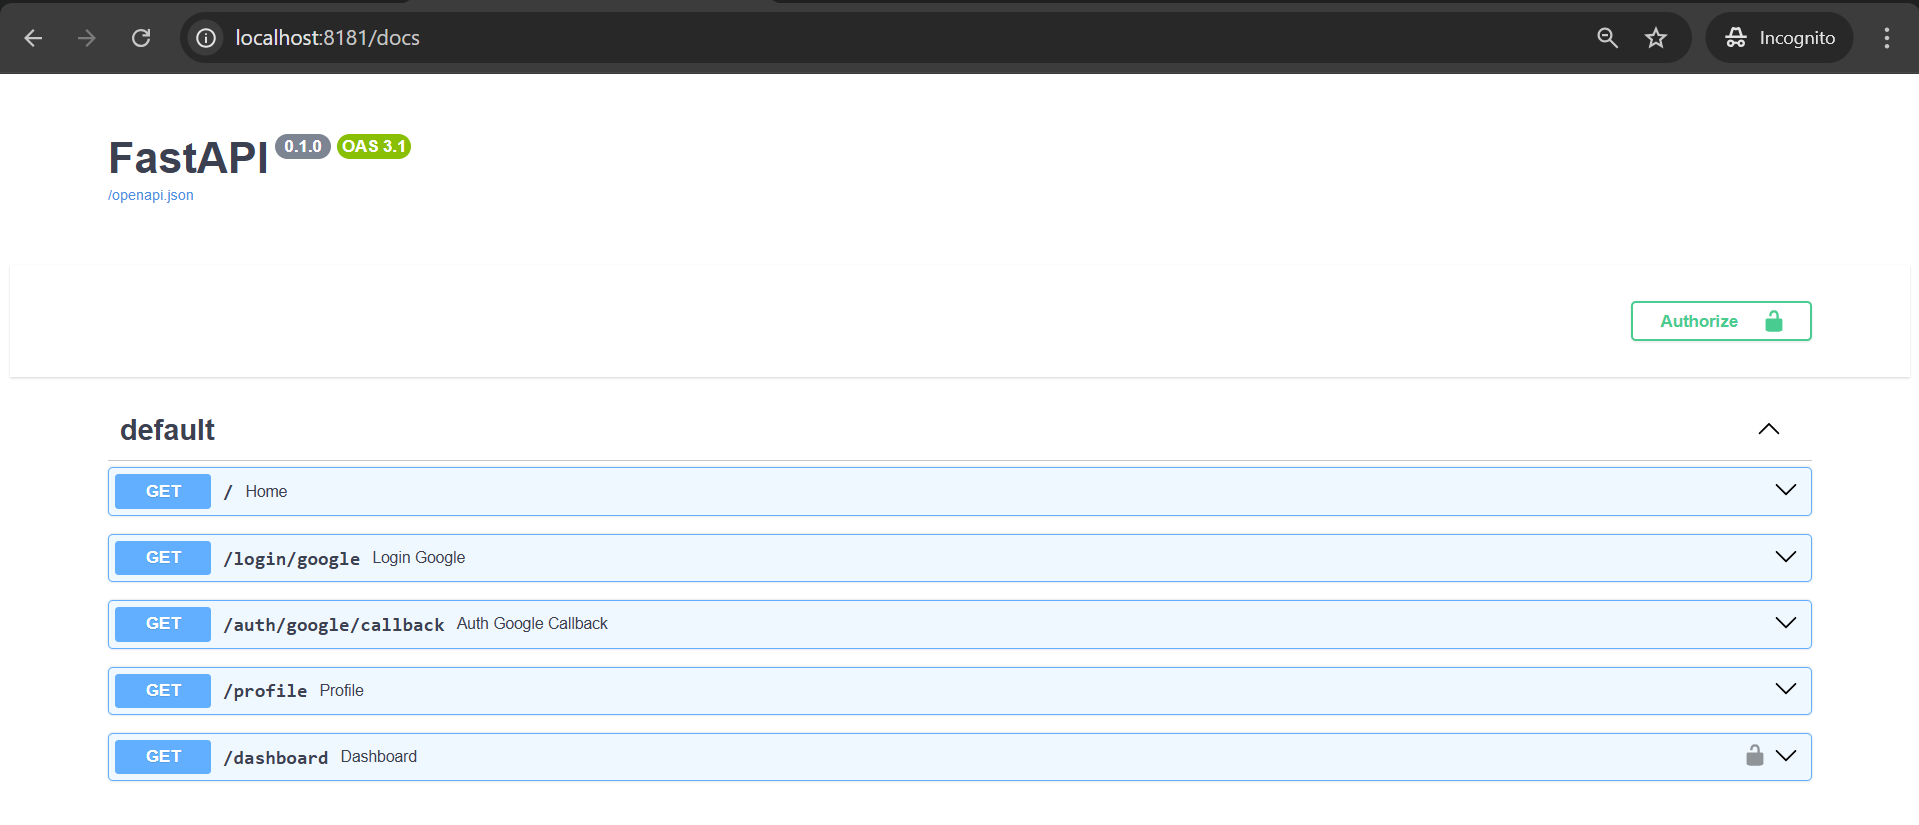 localhost:8181/docs
Incognito
FastAPI 0.1.0 OAS 3.1
/openapi.json
Authorize
default
GET / Home
GET /login/google Login Google
GET /auth/google/callback Auth Google Callback
GET /profile Profile
GET /dashboard Dashboard